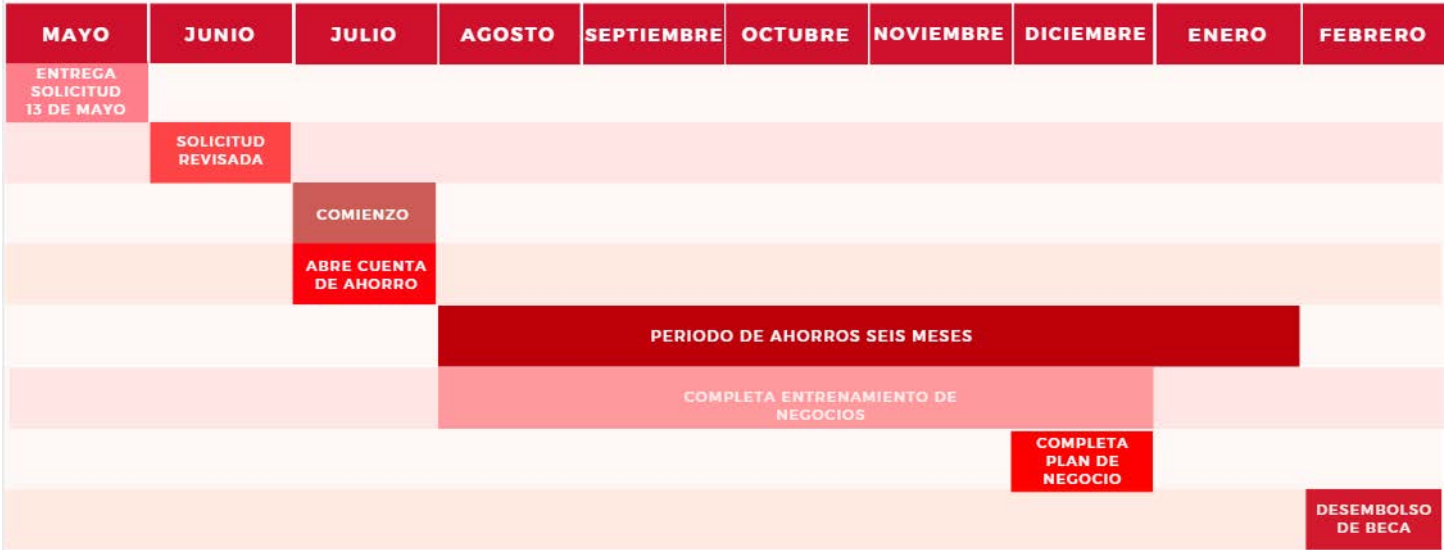 MAYO JUNIO JULIO AGOSTO SEPTIEMBRE OCTUBRE NOVIEMBRE DICIEMBRE ENERO FEBRERO
ENTREGA
SOLICITUD
13 DE MAYO
SOLICITUD
REVISADA
COMIENZO
ABRE CUENTA
DE AHORRO
PERIODO DE AHORROS SEIS MESES
COMPLETA ENTRENAMIENTO DE
NEGOCIOS
COMPLETA
PLAN DE
NEGOCIO
DESEMBOLSO
DE BECA